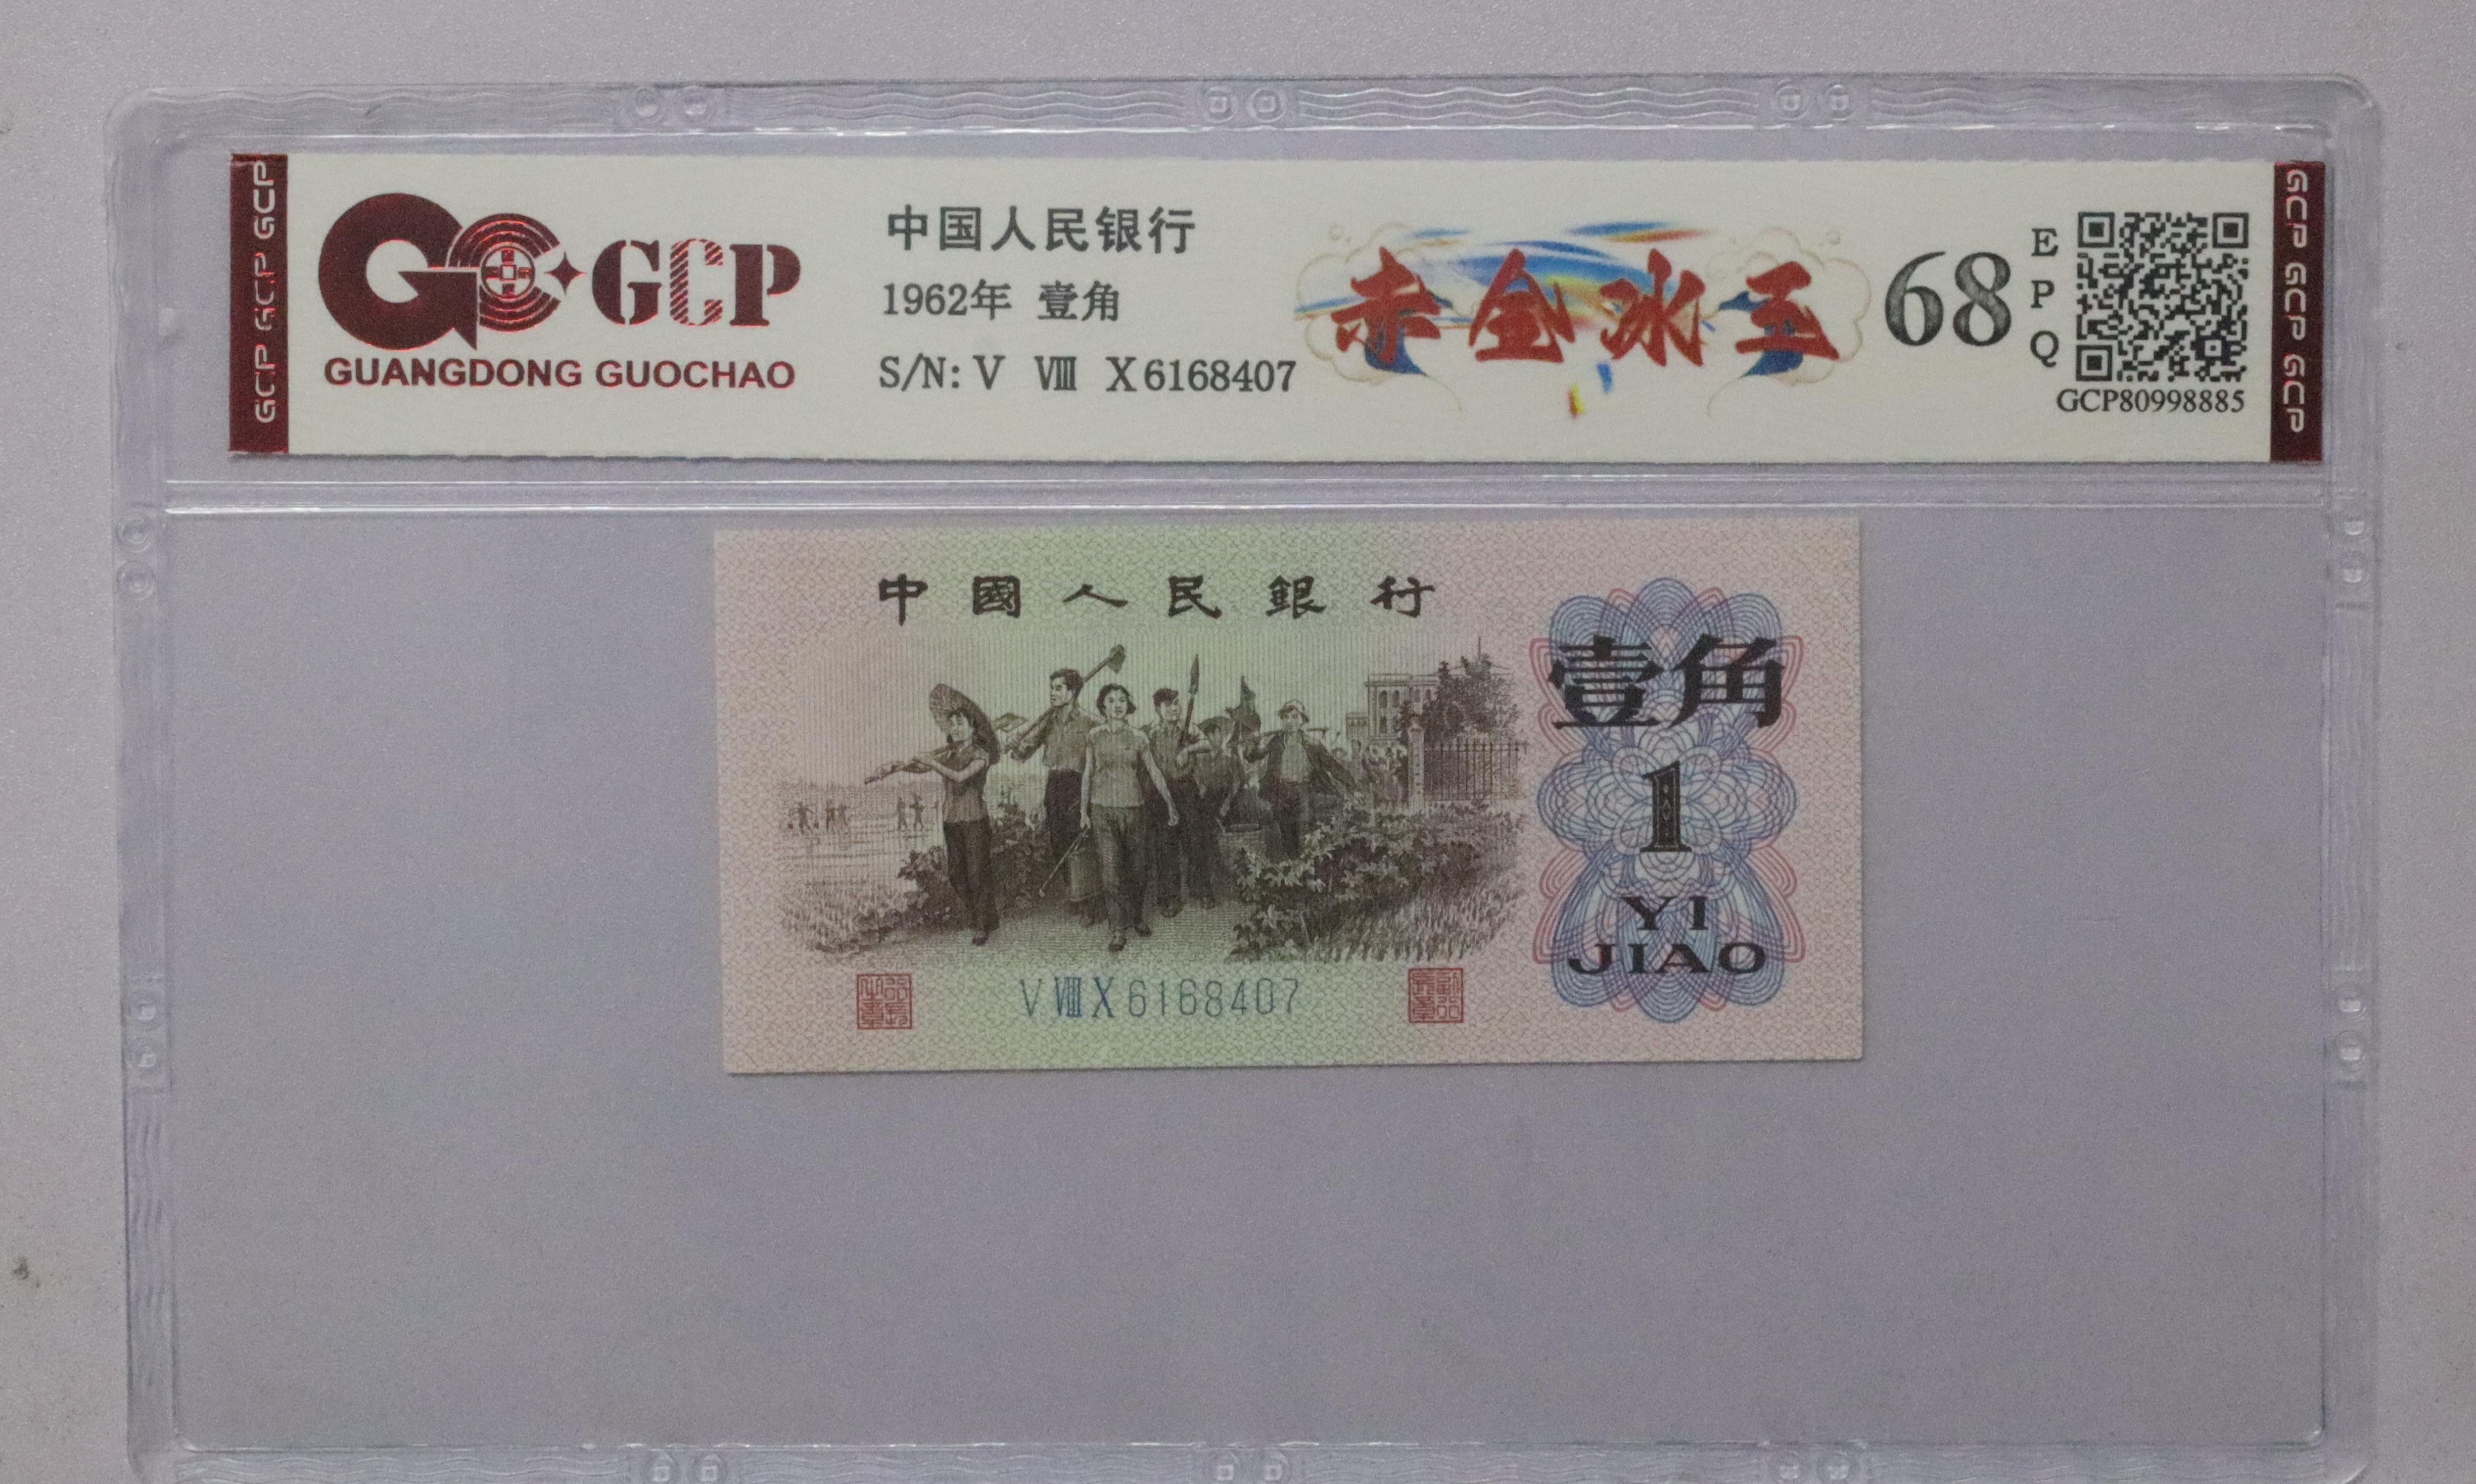 GCP GCP GCP
GCP
GUANGDONG GUOCHAO
中国人民银行
1962年 壹角
S/N: V Ⅷ X6168407
赤金冰玉
68
E
P
Q
GCP80998885
GCP GCP GCP
中國人民銀行
壹角
1
YI
JIAO
V Ⅷ X 6168407